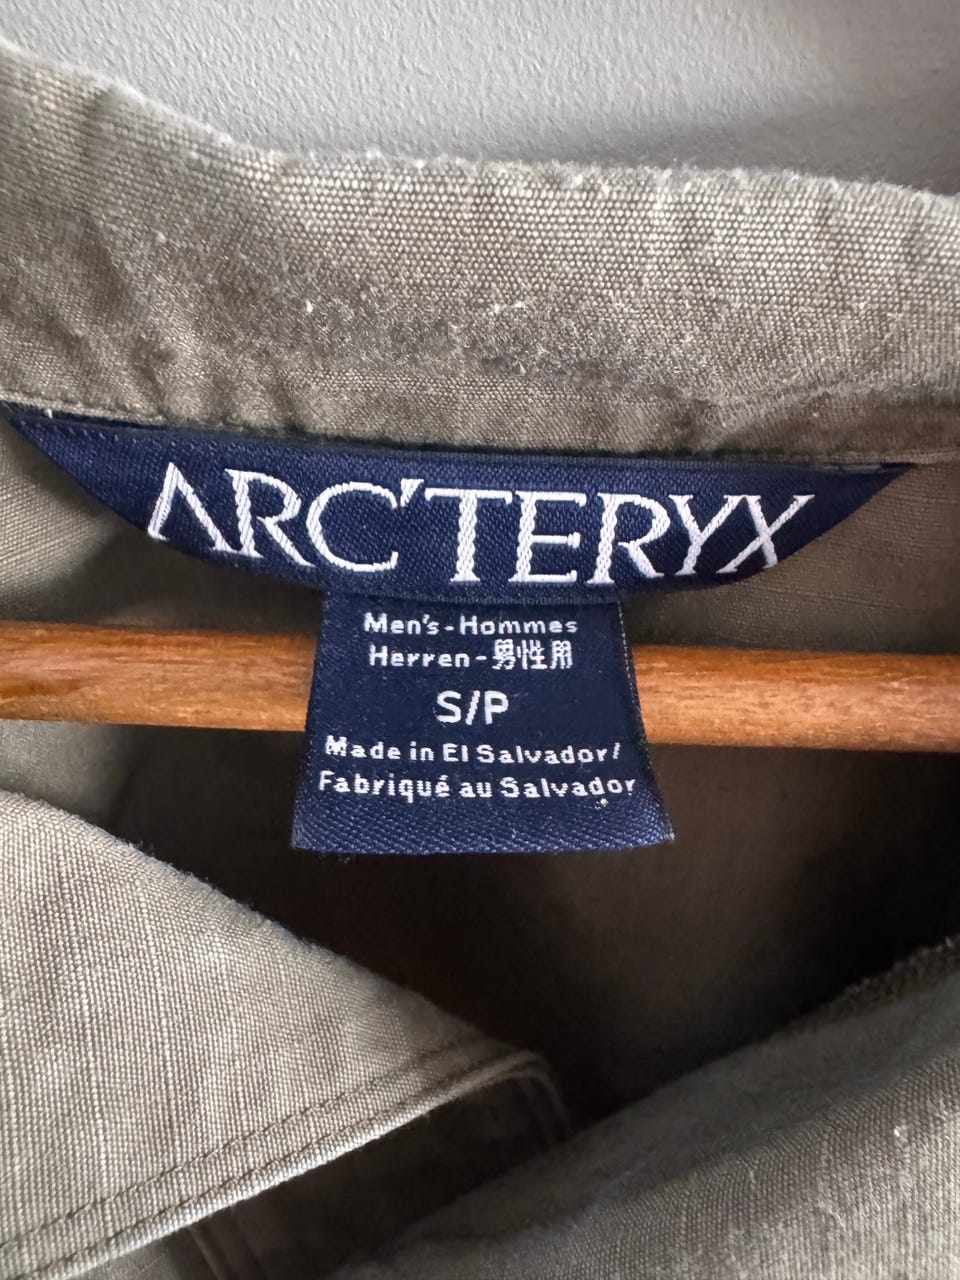 ARC'TERYX
Men's - Hommes
Herren - 男性用
S/P
Made in El Salvador/
Fabriqué au Salvador